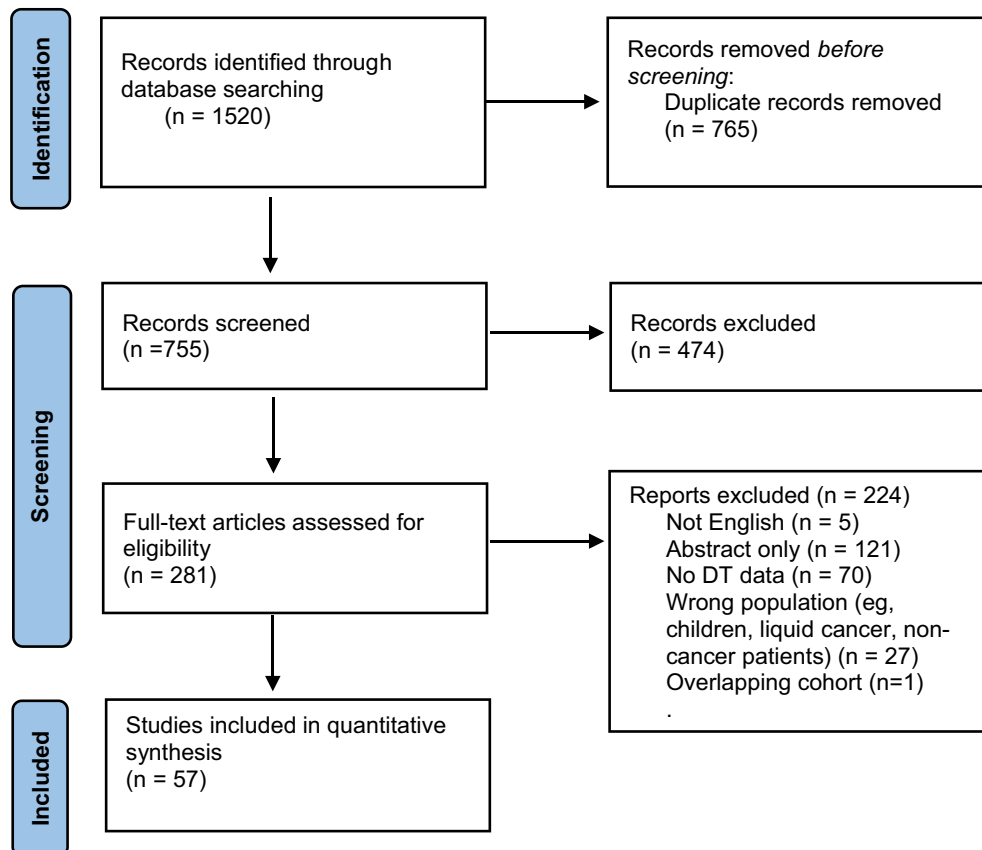 Identification
Records identified through
database searching
(n = 1520)
Records removed before
screening:
Duplicate records removed
(n = 765)
Screening
Records screened
(n =755)
Records excluded
(n = 474)
Full-text articles assessed for
eligibility
(n = 281)
Reports excluded (n = 224)
Not English (n = 5)
Abstract only (n = 121)
No DT data (n = 70)
Wrong population (eg,
children, liquid cancer, non-
cancer patients) (n = 27)
Overlapping cohort (n=1)
.
Included
Studies included in quantitative
synthesis
(n = 57)